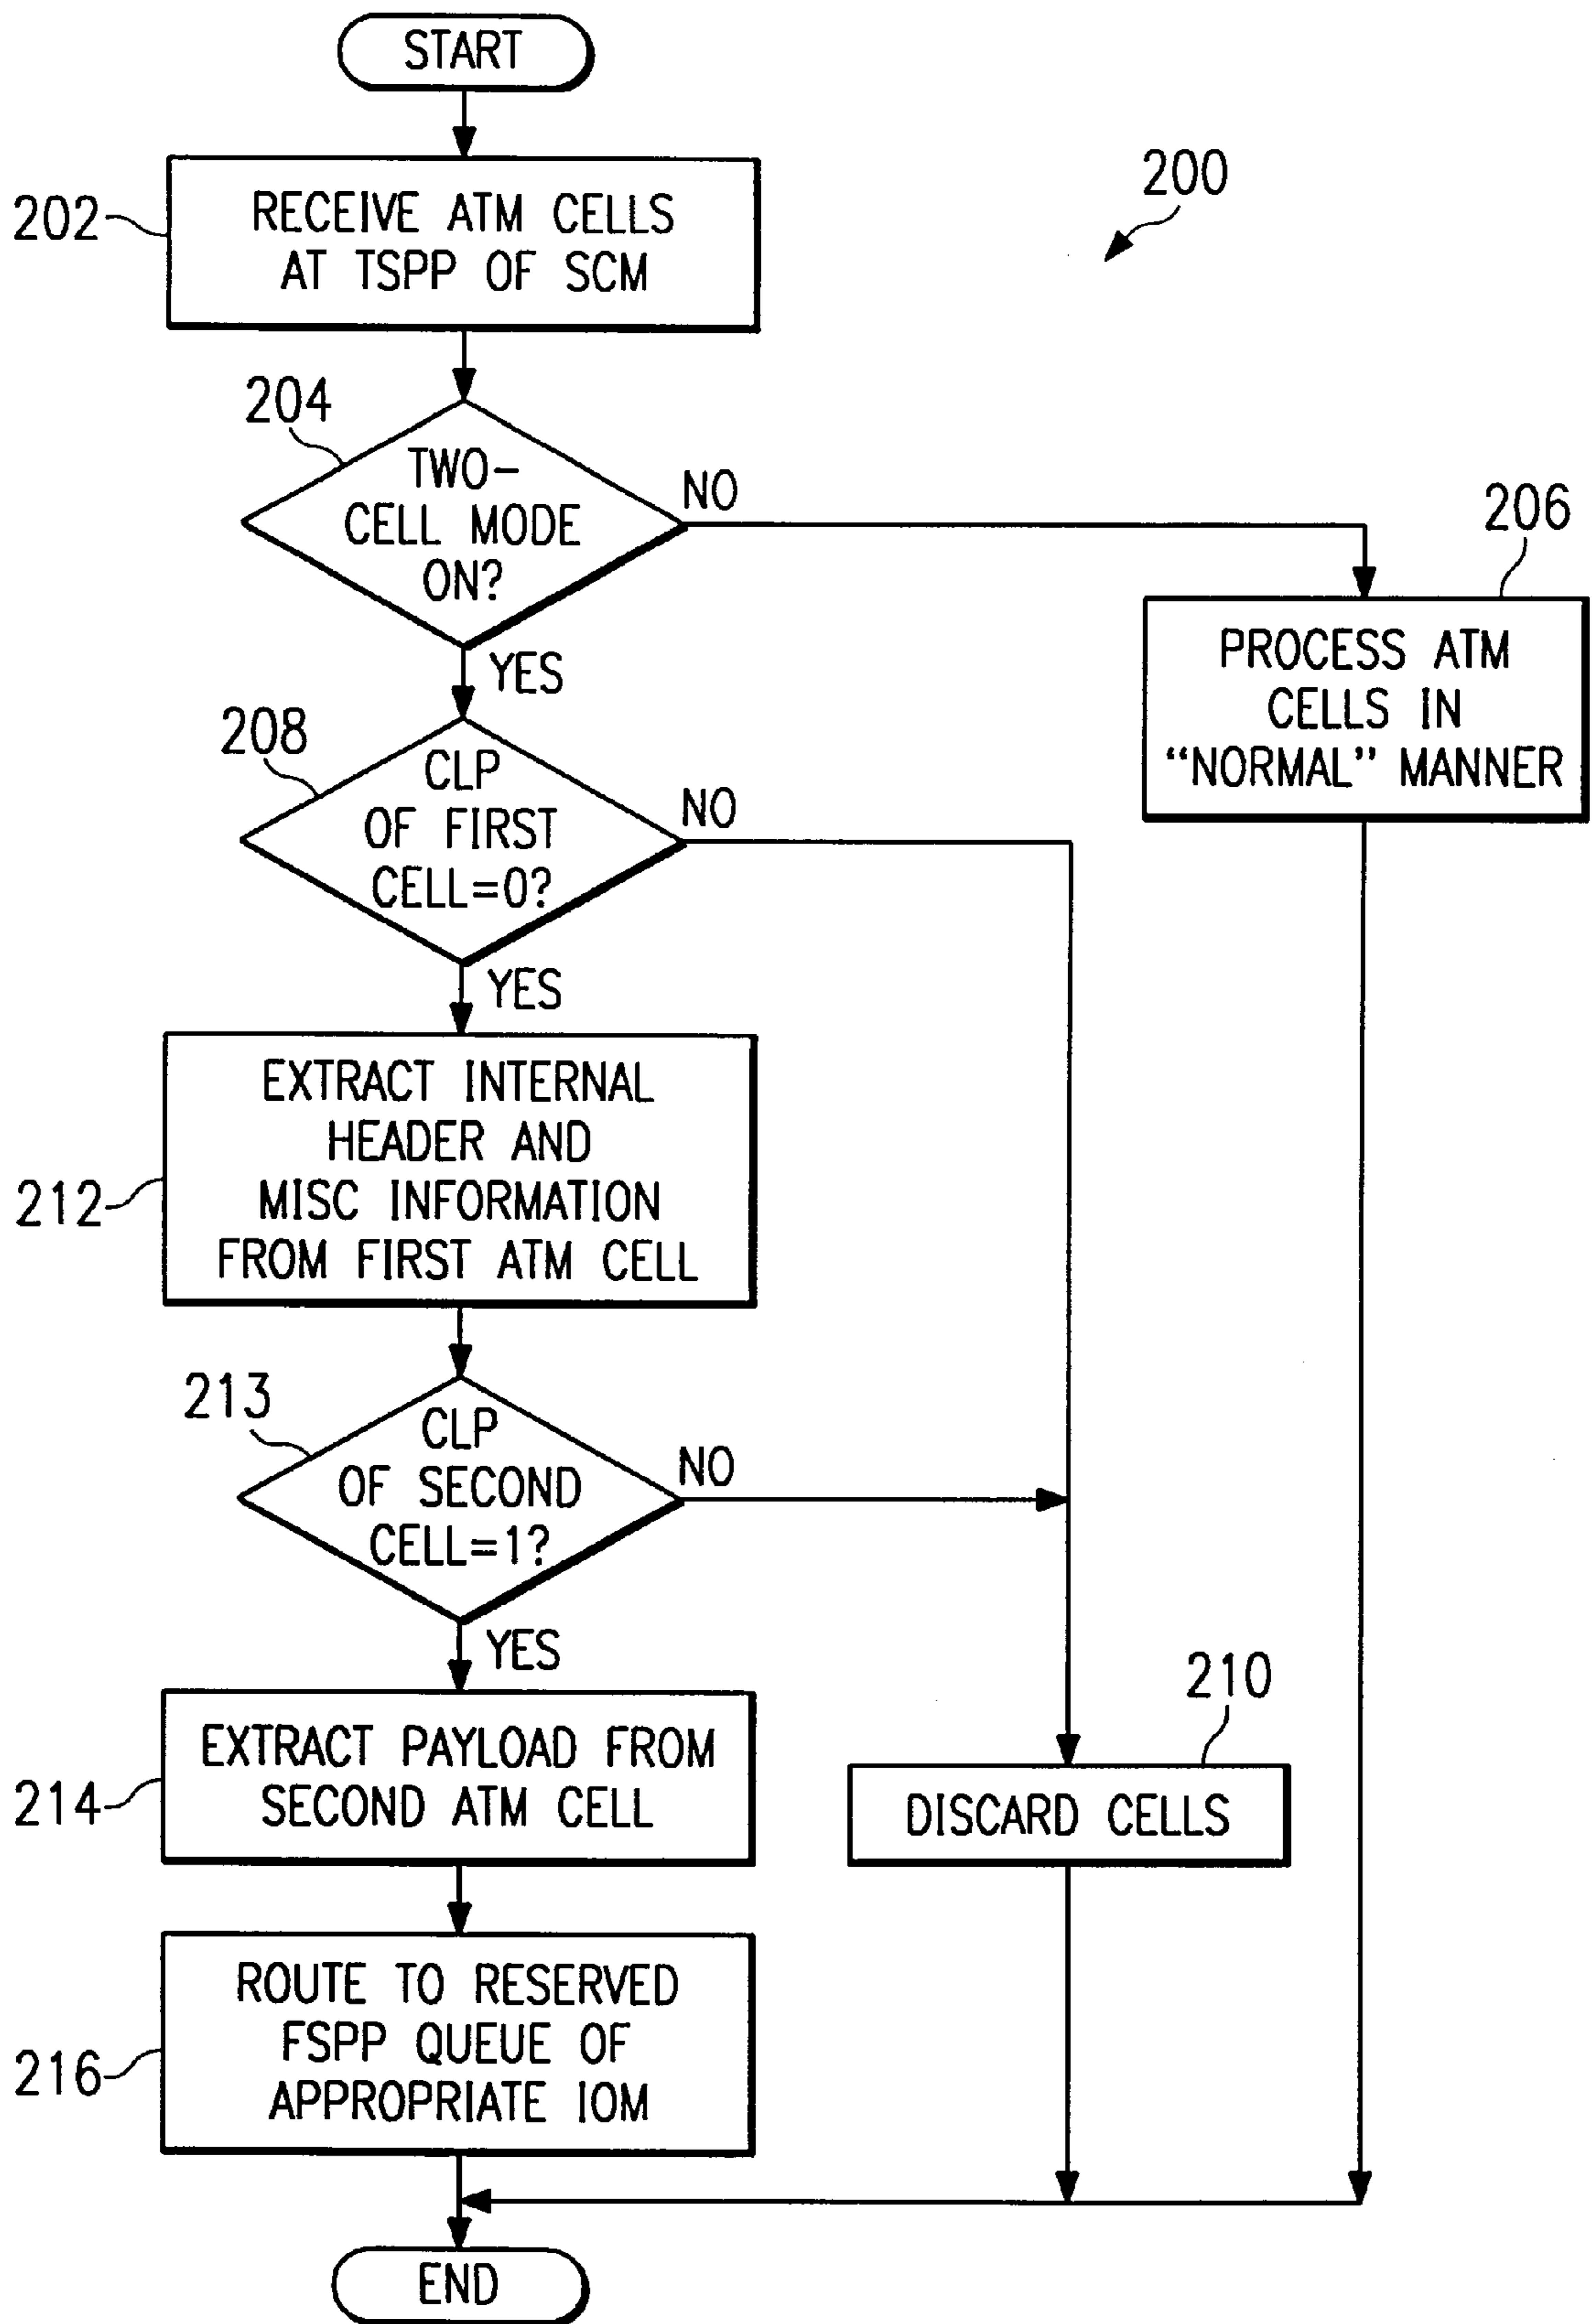 START
200
202
RECEIVE ATM CELLS
AT TSPP OF SCM
204
TWO-
CELL MODE
ON?
NO
YES
206
PROCESS ATM
CELLS IN
“NORMAL” MANNER
208
CLP
OF FIRST
CELL=0?
NO
YES
212
EXTRACT INTERNAL
HEADER AND
MISC INFORMATION
FROM FIRST ATM CELL
213
CLP
OF SECOND
CELL=1?
NO
YES
214
EXTRACT PAYLOAD FROM
SECOND ATM CELL
210
DISCARD CELLS
216
ROUTE TO RESERVED
FSPP QUEUE OF
APPROPRIATE IOM
END